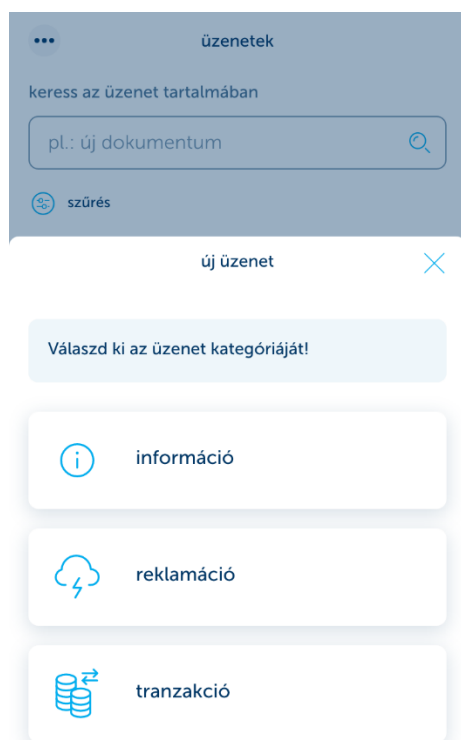 üzenetek
keress az üzenet tartalmában
pl.: új dokumentum
szűrés
új üzenet
Válaszd ki az üzenet kategóriáját!
információ
reklamáció
tranzakció